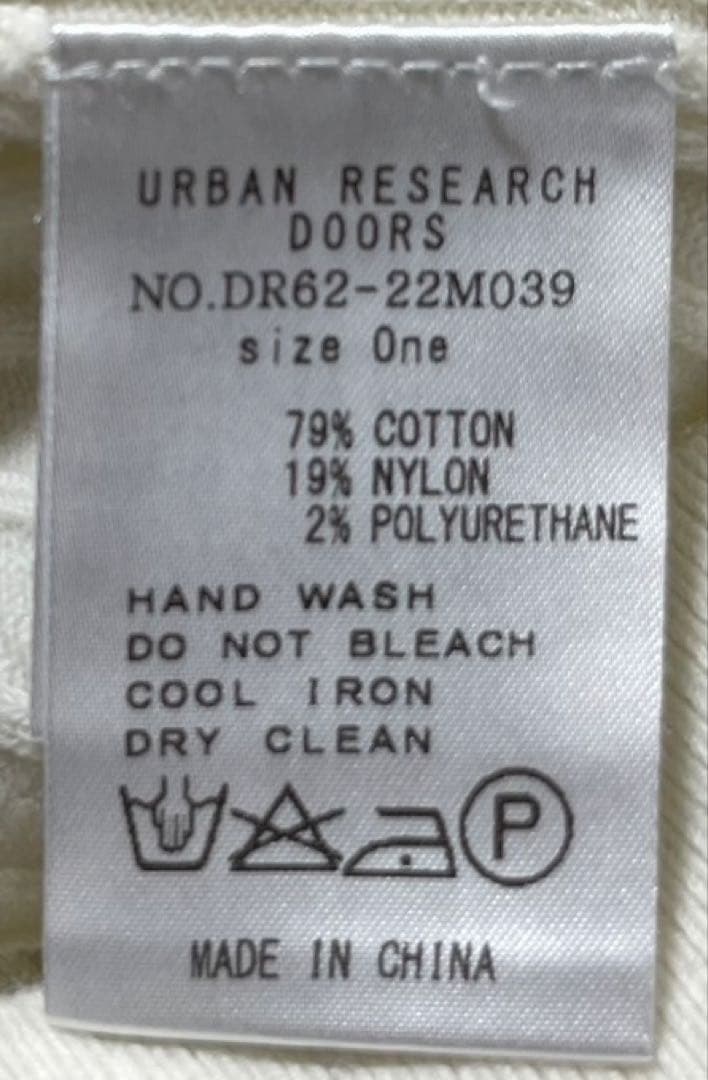 URBAN RESEARCH
DOORS
NO.DR62-22M039
size One
79% COTTON
19% NYLON
2% POLYURETHANE
HAND WASH
DO NOT BLEACH
COOL IRON
DRY CLEAN
P
MADE IN CHINA